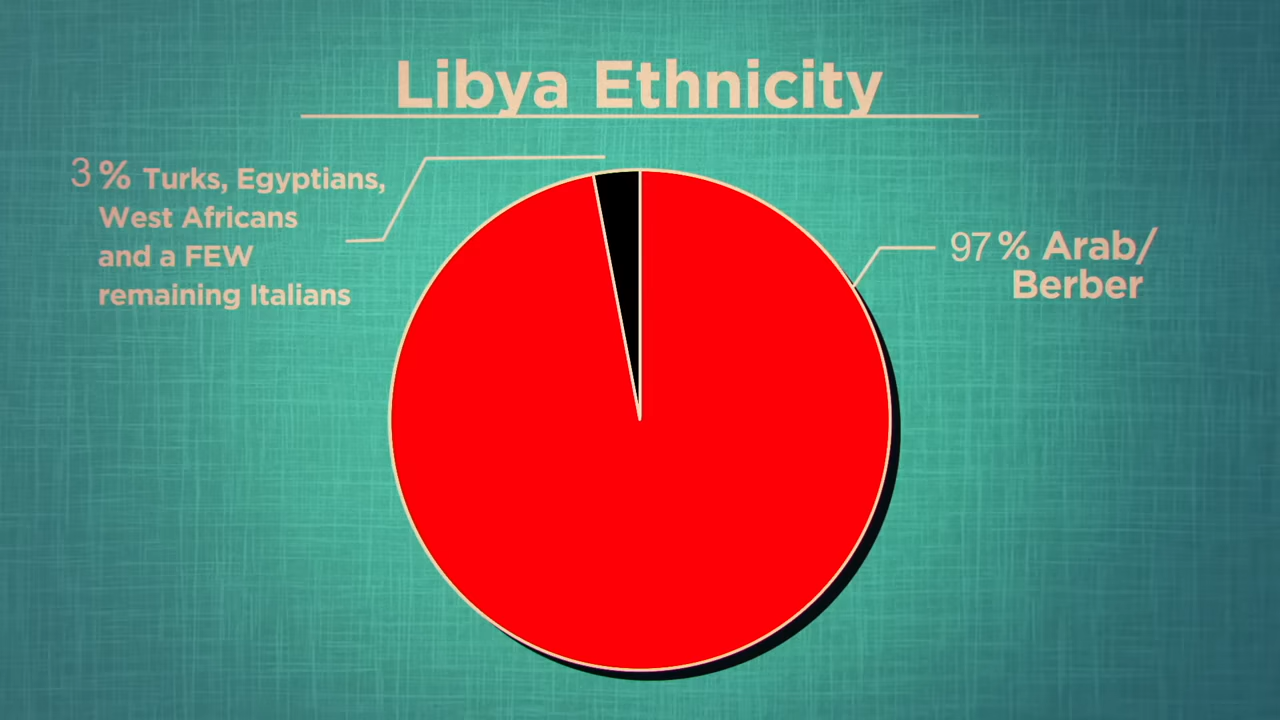 Libya Ethnicity
3% Turks, Egyptians,
West Africans
and a FEW
remaining Italians
97% Arab/
Berber